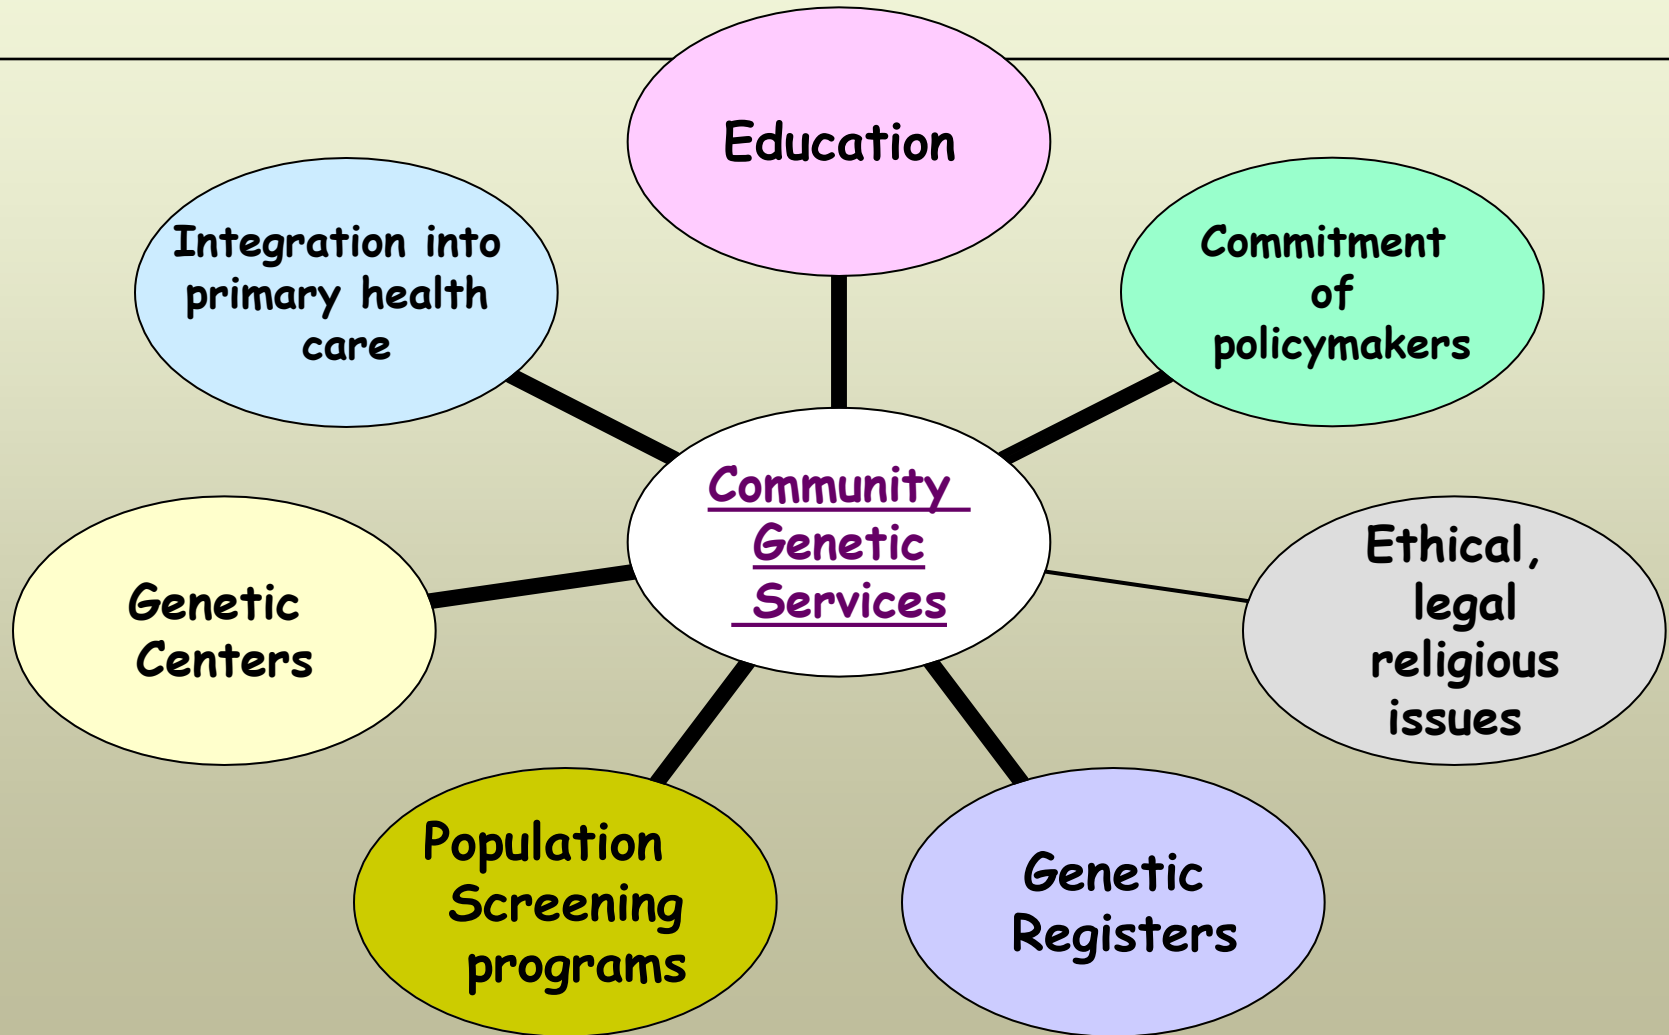 Education
Integration into
primary health
care
Commitment
of
policymakers
Community
Genetic
Services
Ethical,
legal
religious
issues
Genetic
Centers
Population
Screening
programs
Genetic
Registers